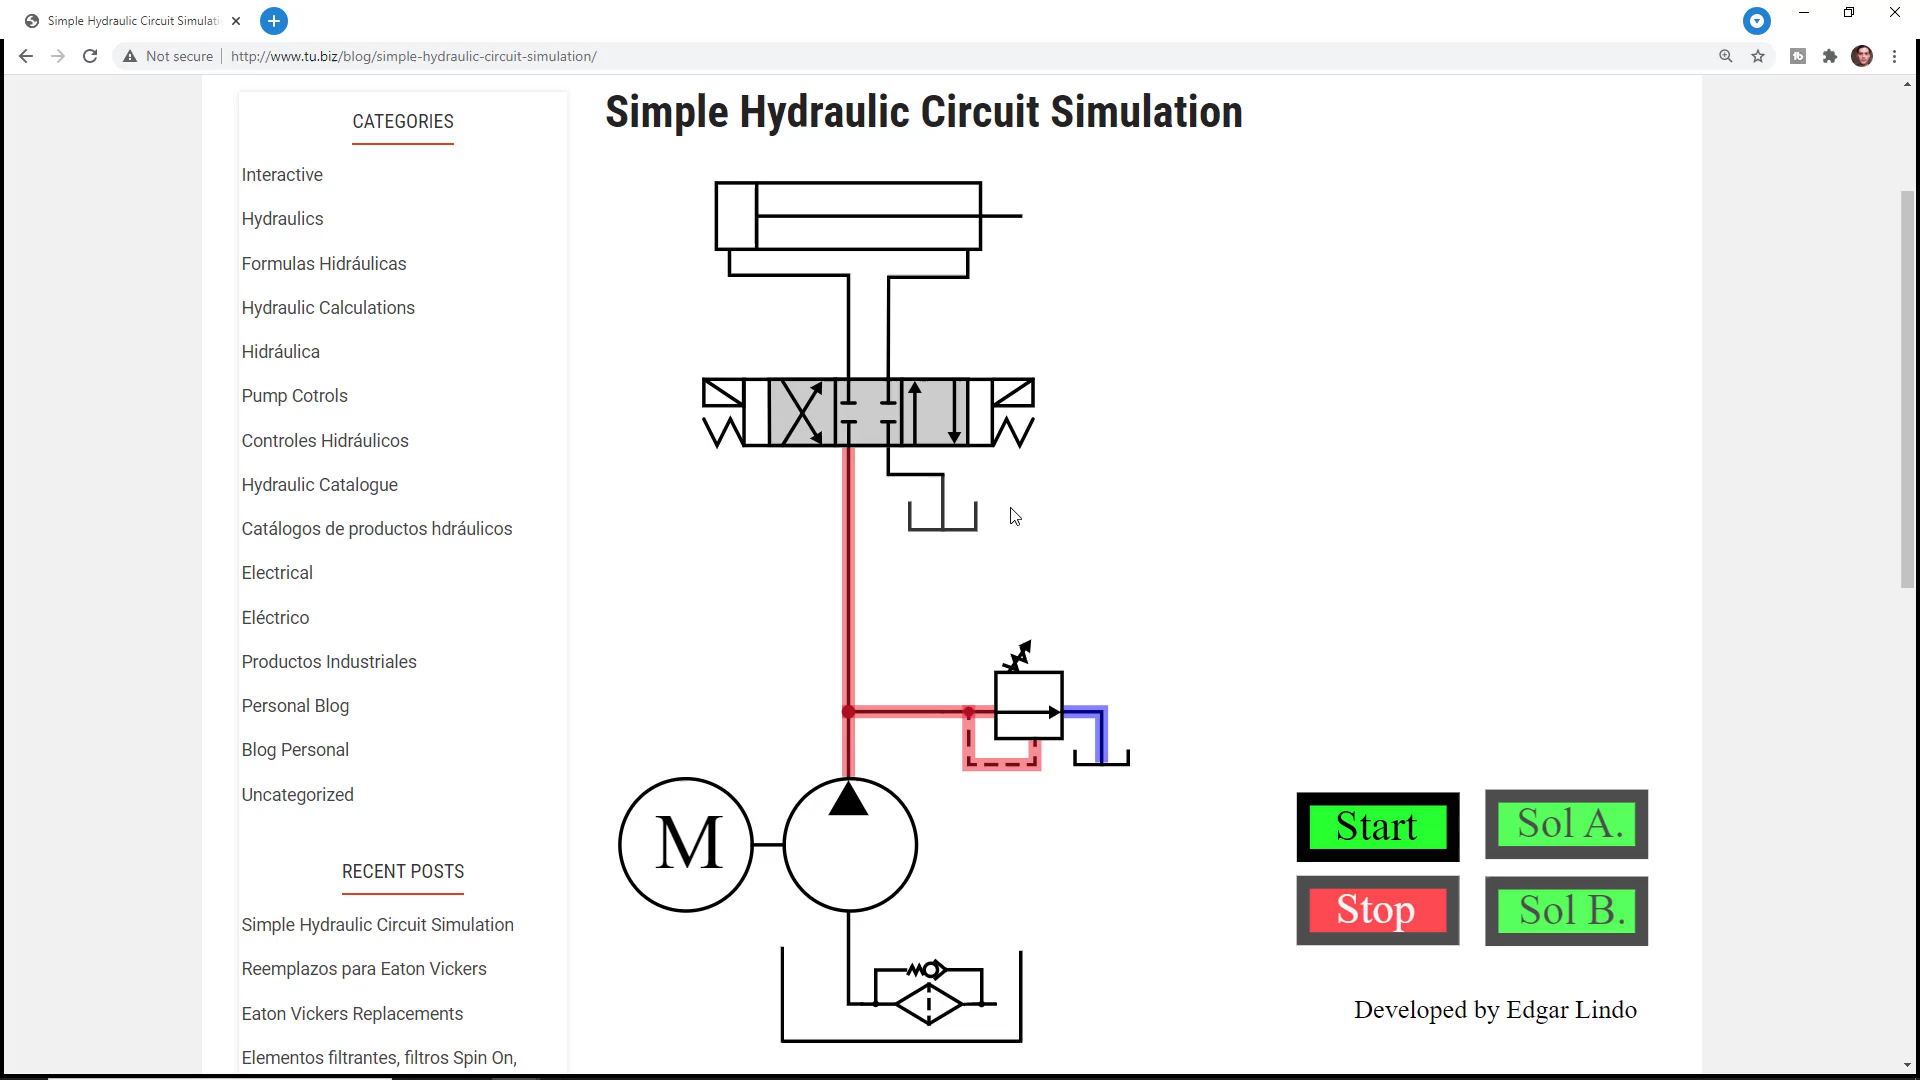 Simple Hydraulic Circuit Simulati
Not secure
http://www.tu.biz/blog/simple-hydraulic-circuit-simulation/
CATEGORIES
Interactive
Hydraulics
Formulas Hidráulicas
Hydraulic Calculations
Hidráulica
Pump Cotrols
Controles Hidráulicos
Hydraulic Catalogue
Catálogos de productos hdráulicos
Electrical
Eléctrico
Productos Industriales
Personal Blog
Blog Personal
Uncategorized
RECENT POSTS
Simple Hydraulic Circuit Simulation
Reemplazos para Eaton Vickers
Eaton Vickers Replacements
Elementos filtrantes, filtros Spin On,
Simple Hydraulic Circuit Simulation
M
Start
Sol A.
Stop
Sol B.
Developed by Edgar Lindo